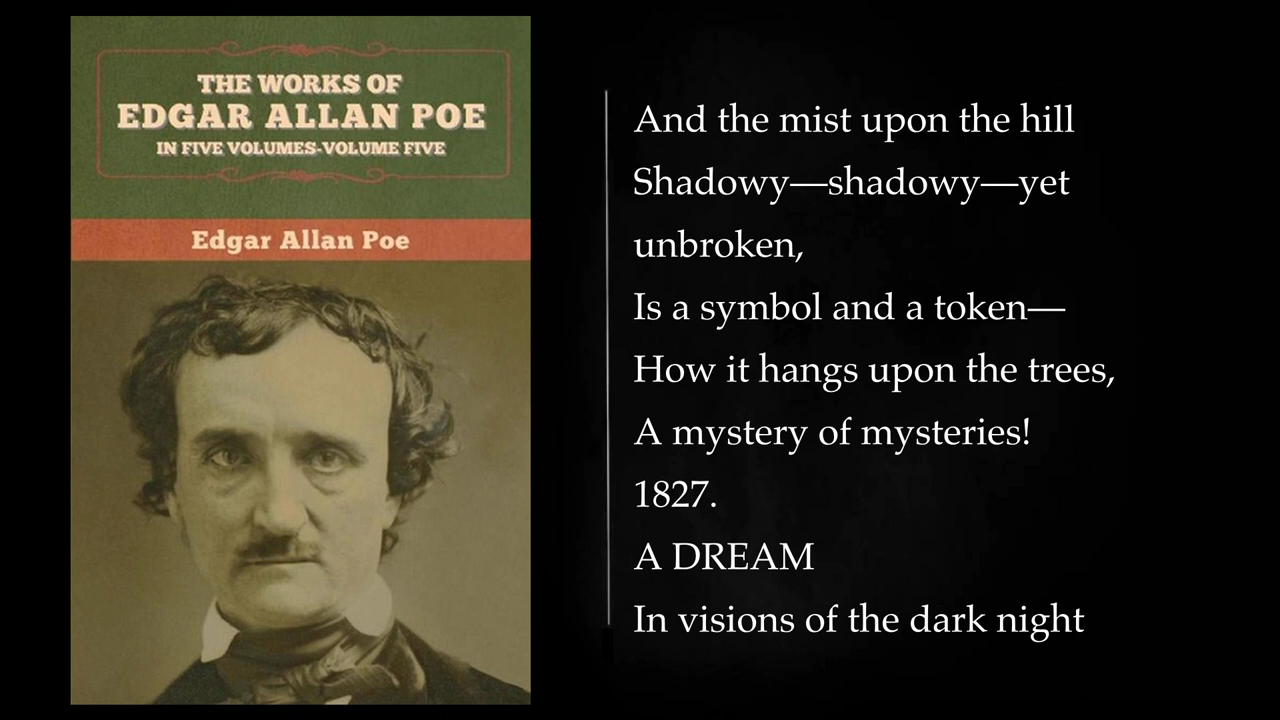 THE WORKS OF
EDGAR ALLAN POE
IN FIVE VOLUMES-VOLUME FIVE
Edgar Allan Poe
And the mist upon the hill
Shadowy—shadowy—yet
unbroken,
Is a symbol and a token—
How it hangs upon the trees,
A mystery of mysteries!
1827.
A DREAM
In visions of the dark night